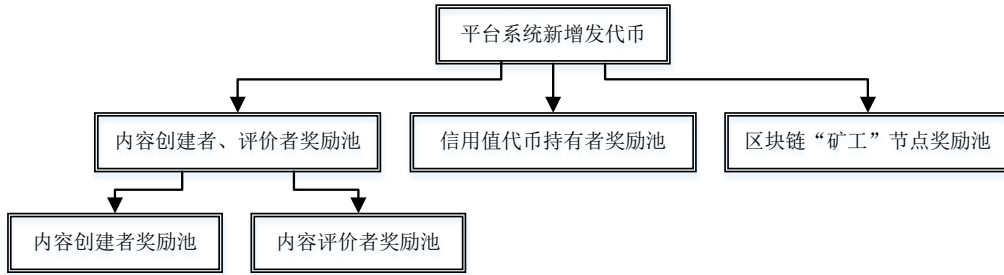 平台系统新增发代币
内容创建者、评价者奖励池
信用值代币持有者奖励池
区块链“矿工”节点奖励池
内容创建者奖励池
内容评价者奖励池